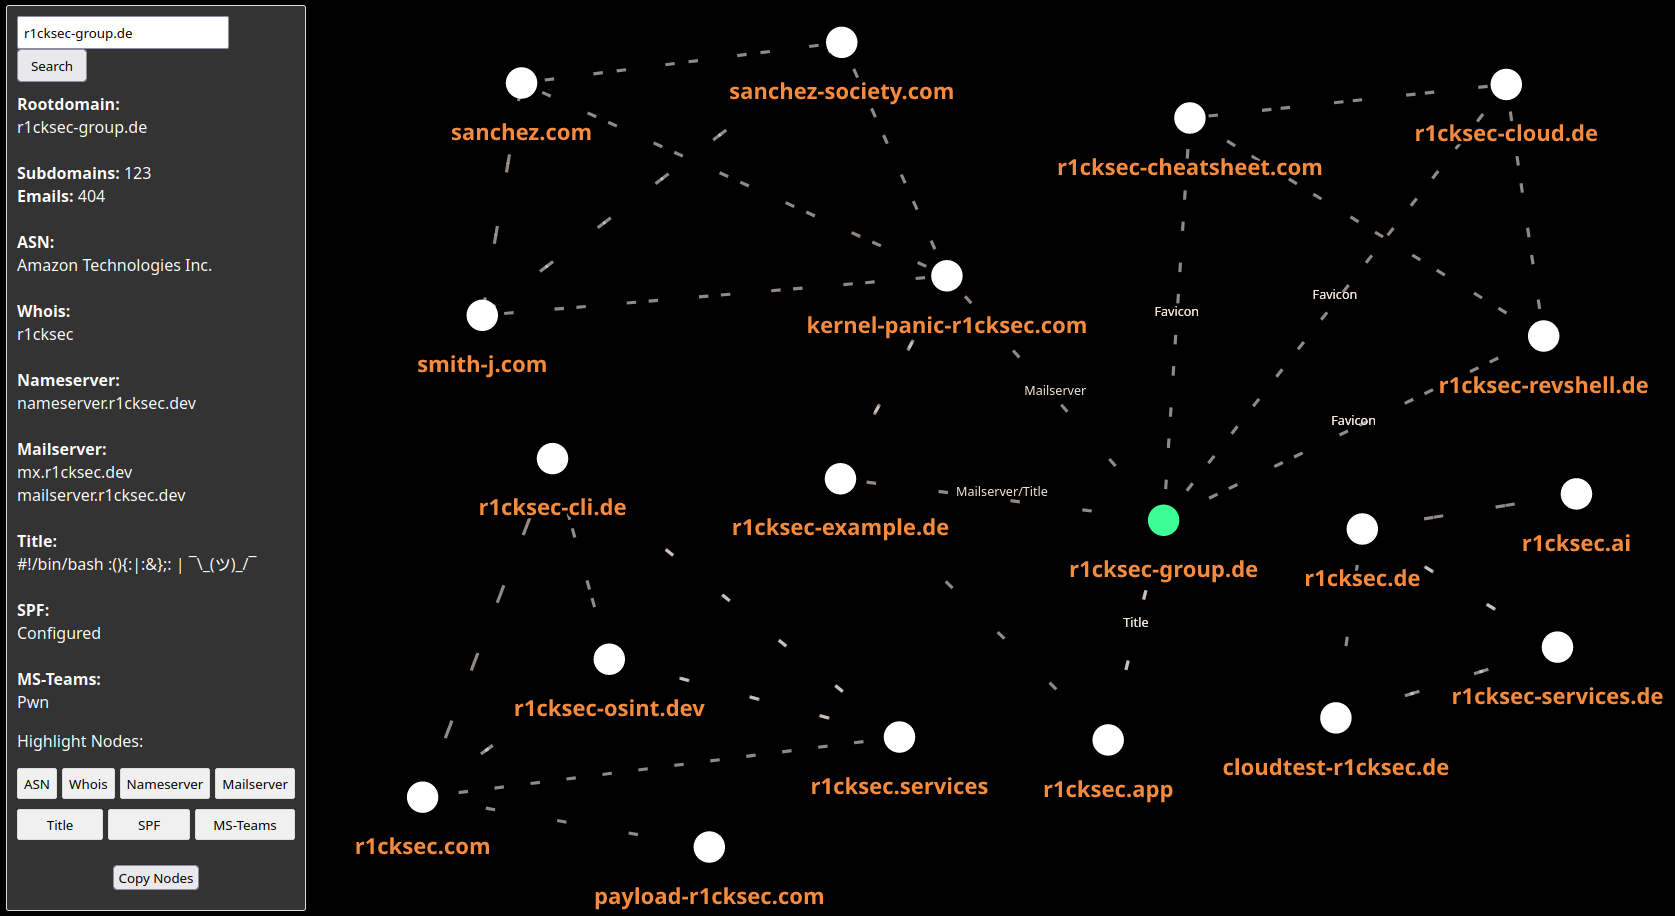 r1cksec-group.de
Search
Rootdomain:
r1cksec-group.de
Subdomains: 123
Emails: 404
ASN:
Amazon Technologies Inc.
Whois:
r1cksec
Nameserver:
nameserver.r1cksec.dev
Mailserver:
mx.r1cksec.dev
mailserver.r1cksec.dev
Title:
#!/bin/bash :(){:|:&};: | ¯\_(ツ)_/¯
SPF:
Configured
MS-Teams:
Pwn
Highlight Nodes:
ASN Whois Nameserver Mailserver
Title SPF MS-Teams
Copy Nodes
sanchez-society.com
sanchez.com
r1cksec-cloud.de
r1cksec-cheatsheet.com
Favicon
Favicon
kernel-panic-r1cksec.com
smith-j.com
r1cksec-revshell.de
Mailserver
Favicon
Mailserver/Title
r1cksec-cli.de
r1cksec-example.de
r1cksec.ai
r1cksec-group.de
r1cksec.de
Title
r1cksec-services.de
r1cksec-osint.dev
cloudtest-r1cksec.de
r1cksec.services
r1cksec.app
r1cksec.com
payload-r1cksec.com